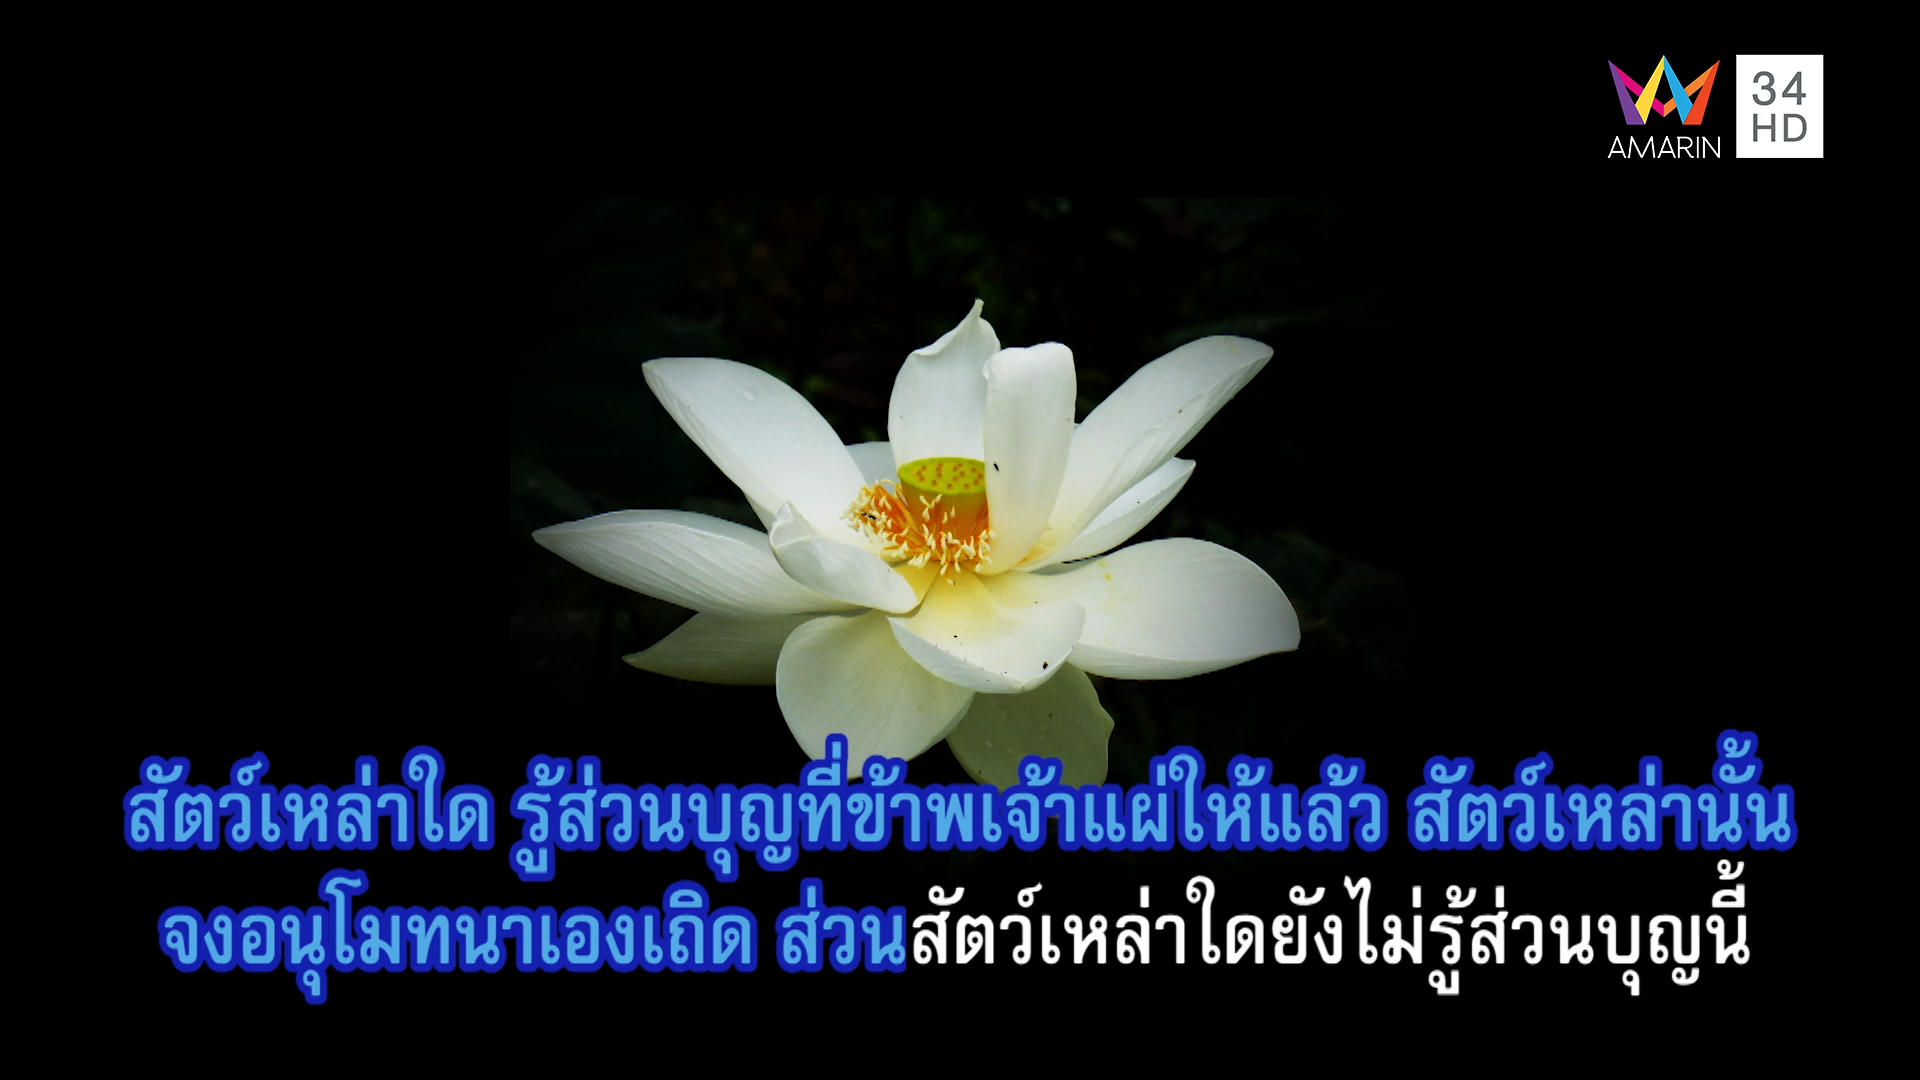 AMARIN
34
HD
สัตว์เหล่าใด รู้ส่วนบุญที่ข้าพเจ้าแผ่ให้แล้ว สัตว์เหล่านั้น
จงอนุโมทนาเองเถิด ส่วนสัตว์เหล่าใดยังไม่รู้ส่วนบุญนี้